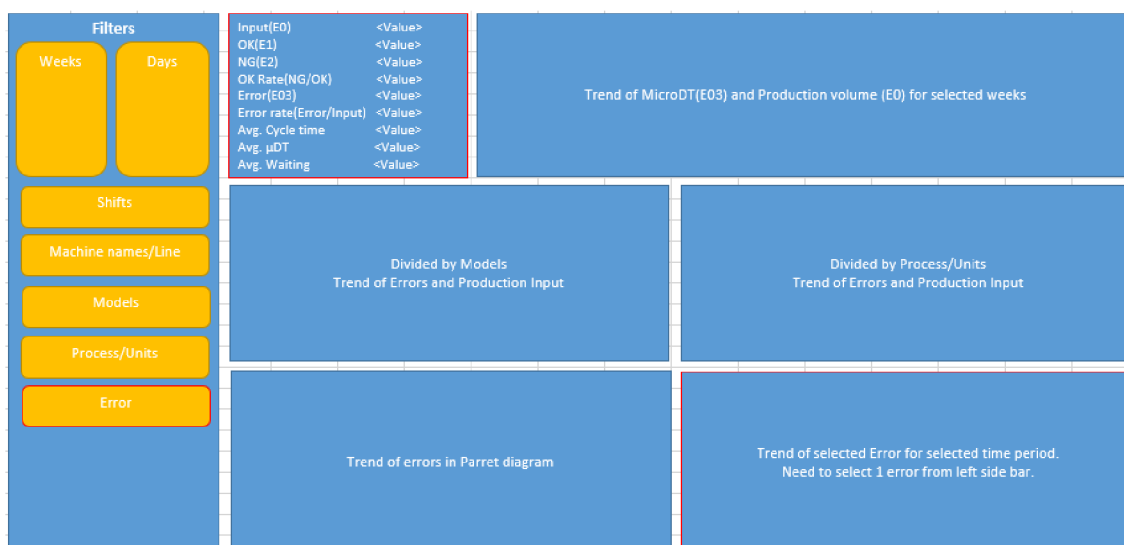 Filters
Weeks
Days
Shifts
Machine names/Line
Models
Process/Units
Error
Input(E0) <Value>
OK(E1) <Value>
NG(E2) <Value>
OK Rate(NG/OK) <Value>
Error(E03) <Value>
Error rate(Error/Input) <Value>
Avg. Cycle time <Value>
Avg. μDT <Value>
Avg. Waiting <Value>
Trend of MicroDT(E03) and Production volume (E0) for selected weeks
Divided by Models
Trend of Errors and Production Input
Divided by Process/Units
Trend of Errors and Production Input
Trend of errors in Parret diagram
Trend of selected Error for selected time period.
Need to select 1 error from left side bar.